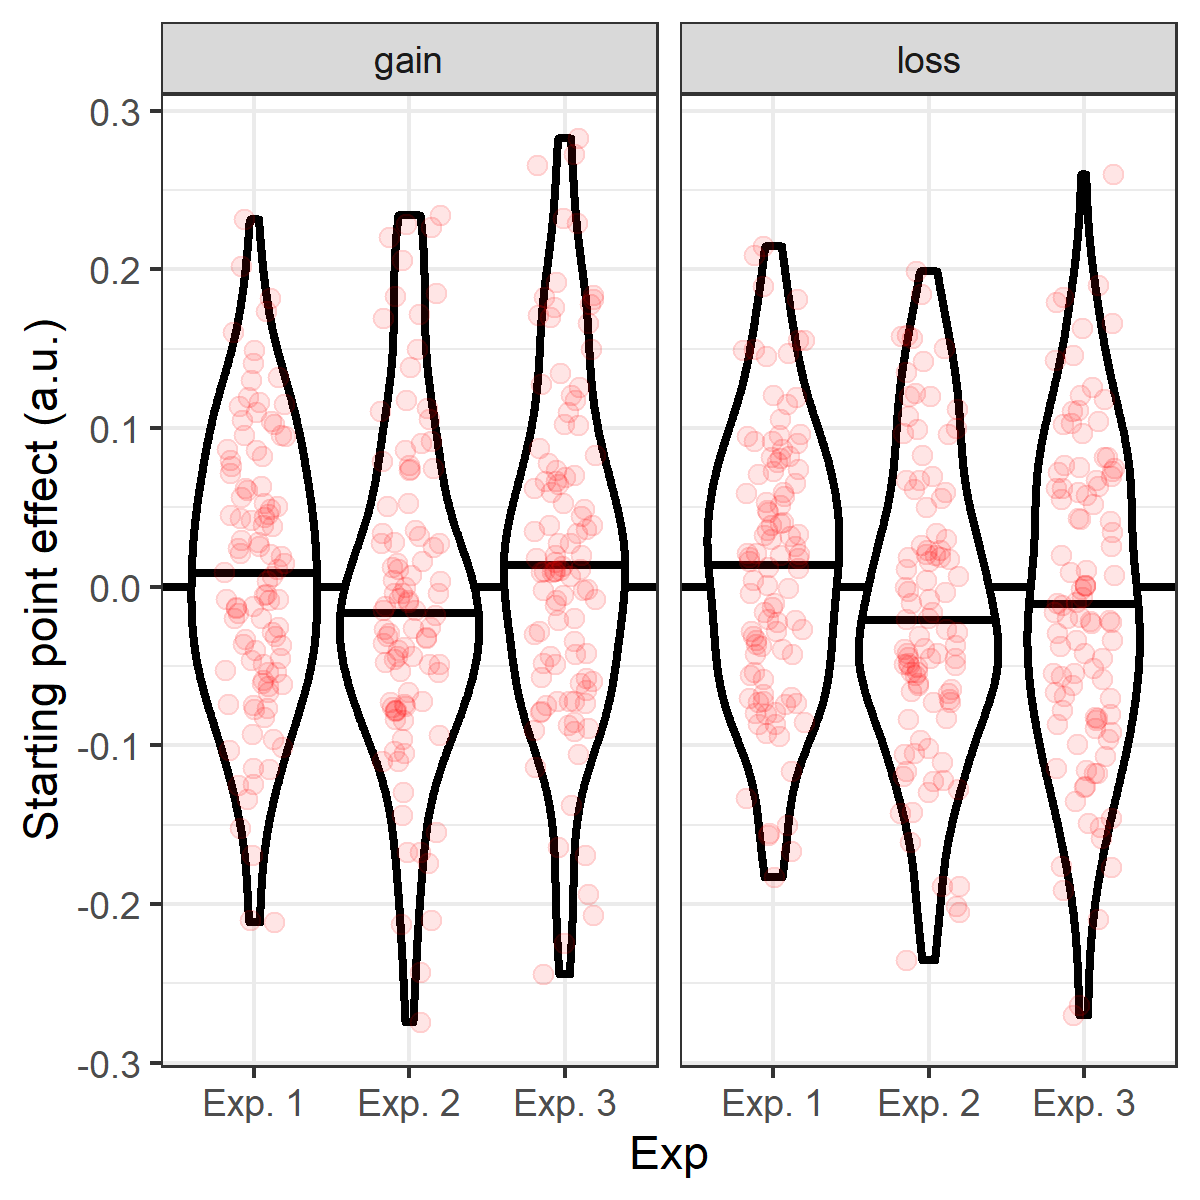 gain
loss
Starting point effect (a.u.)
0.3
0.2
0.1
0.0
-0.1
-0.2
-0.3
Exp. 1
Exp. 2
Exp. 3
Exp. 1
Exp. 2
Exp. 3
Exp